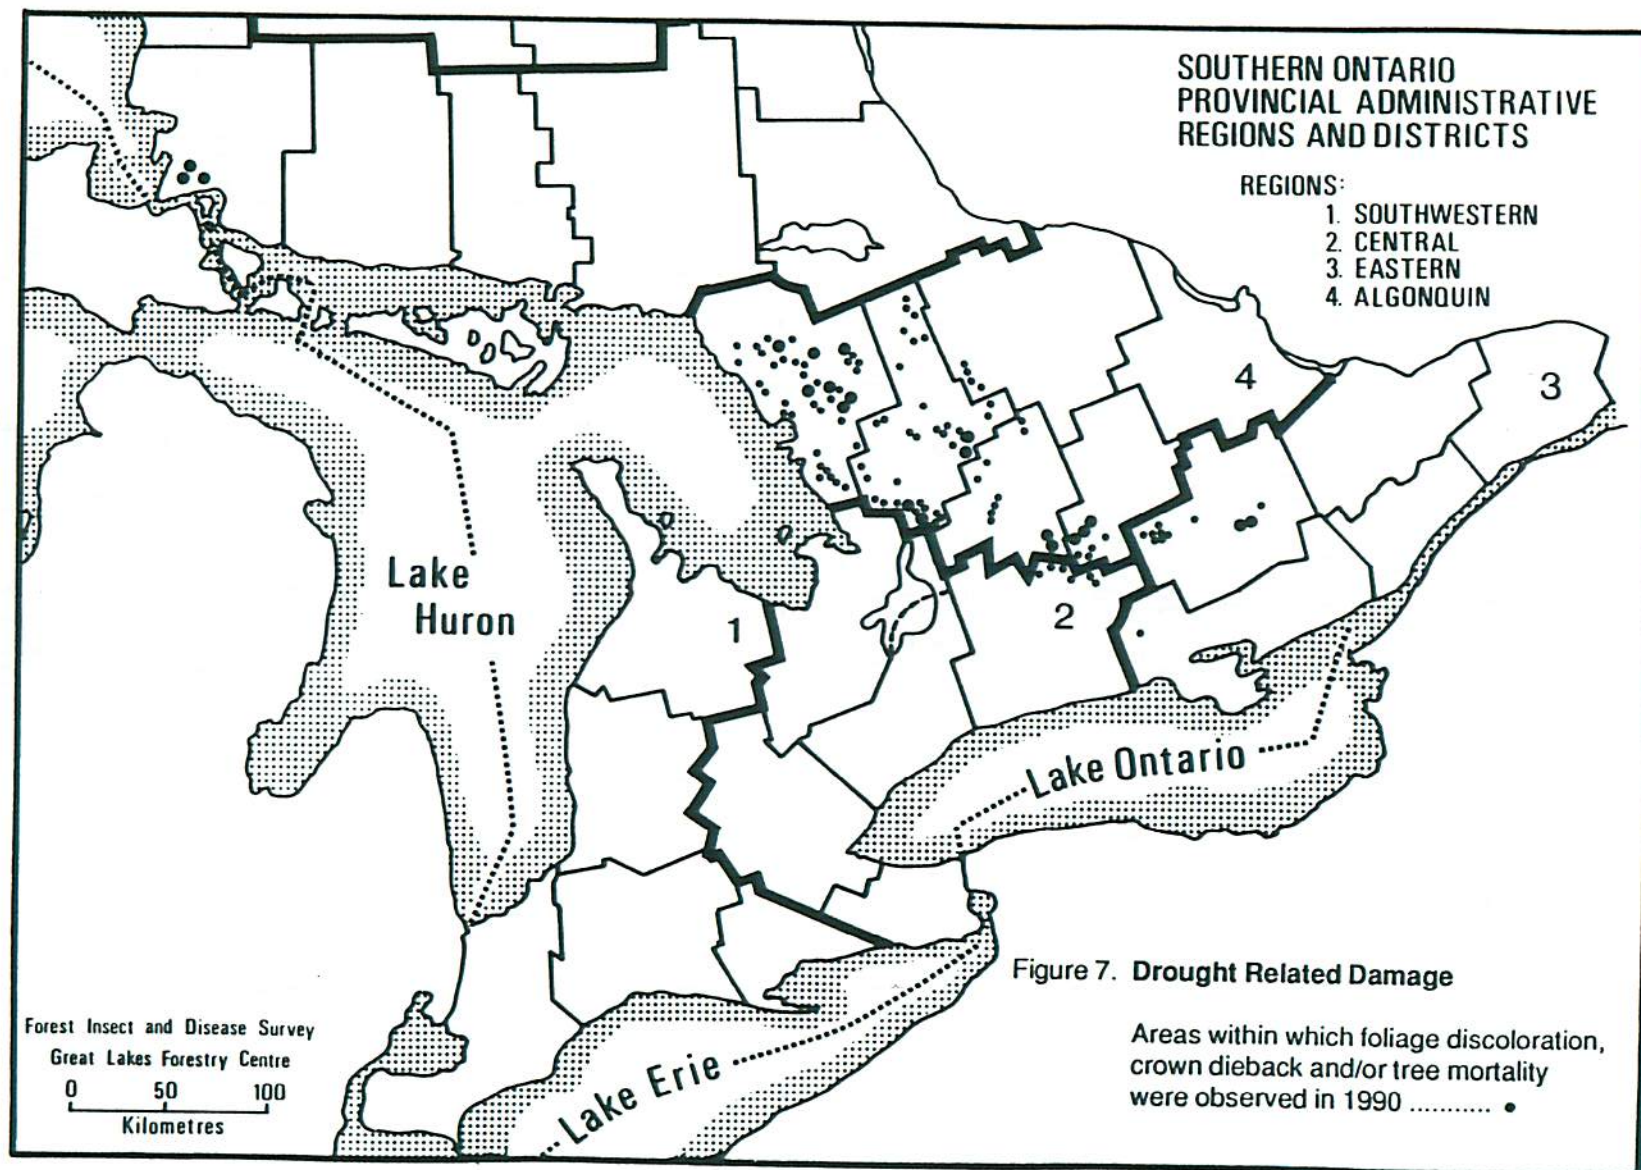 SOUTHERN ONTARIO
PROVINCIAL ADMINISTRATIVE
REGIONS AND DISTRICTS
REGIONS:
1. SOUTHWESTERN
2. CENTRAL
3. EASTERN
4. ALGONQUIN
4
3
Lake
Huron
1
2
Lake Ontario
Figure 7. Drought Related Damage
Forest Insect and Disease Survey
Great Lakes Forestry Centre
0 50 100
Kilometres
Lake Erie
Areas within which foliage discoloration,
crown dieback and/or tree mortality
were observed in 1990 ........... •